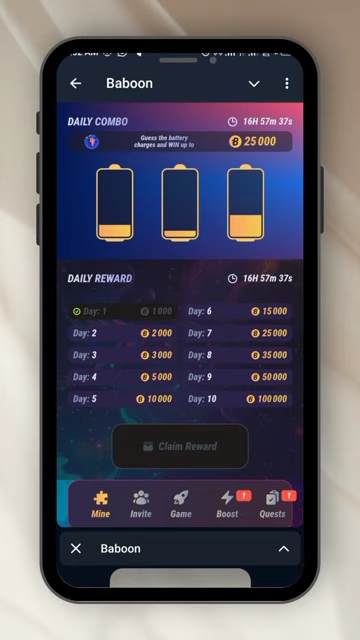 Baboon
DAILY COMBO
16H 57m 37s
Guess the battery
charges and WIN up to
25 000
DAILY REWARD
16H 57m 37s
Day: 1 1 000
Day: 6 15 000
Day: 2 2 000
Day: 7 25 000
Day: 3 3 000
Day: 8 35 000
Day: 4 5 000
Day: 9 50 000
Day: 5 10 000
Day: 10 100 000
Claim Reward
1 1
Mine Invite Game Boost Quests
Baboon